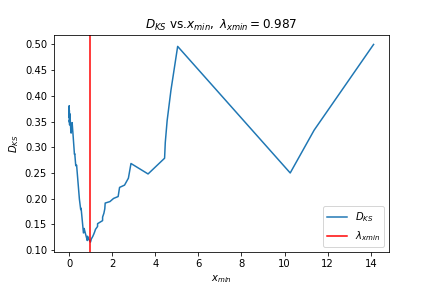 D_KS vs.x_min, λ_xmin = 0.987
0.50
0.45
0.40
0.35
0.30
0.25
0.20
0.15
0.10
D_KS
D_KS
λ_xmin
0 2 4 6 8 10 12 14
x_min